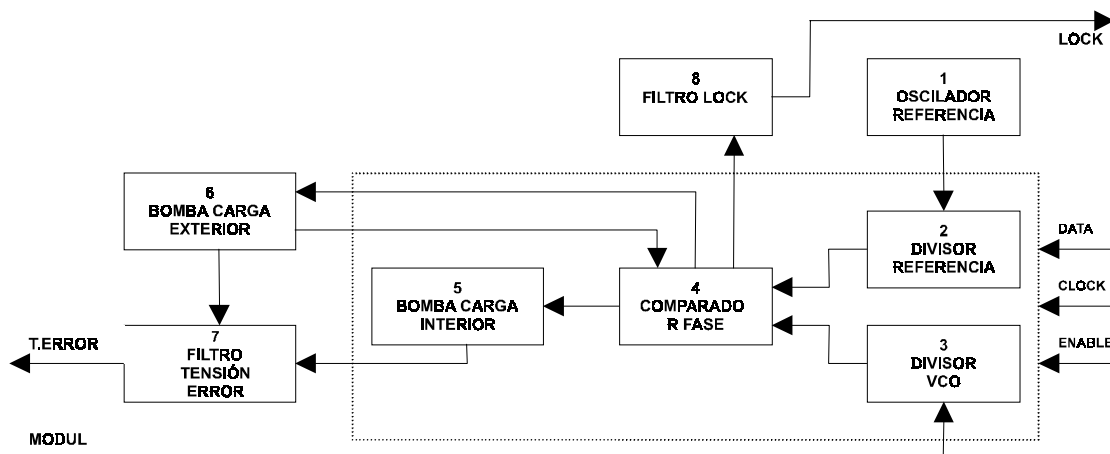 LOCK
8
FILTRO LOCK
1
OSCILADOR
REFERENCIA
6
BOMBA CARGA
EXTERIOR
2
DIVISOR
REFERENCIA
DATA
5
BOMBA CARGA
INTERIOR
4
COMPARADO
R FASE
CLOCK
T.ERROR
7
FILTRO
TENSIÓN
ERROR
3
DIVISOR
VCO
ENABLE
MODUL